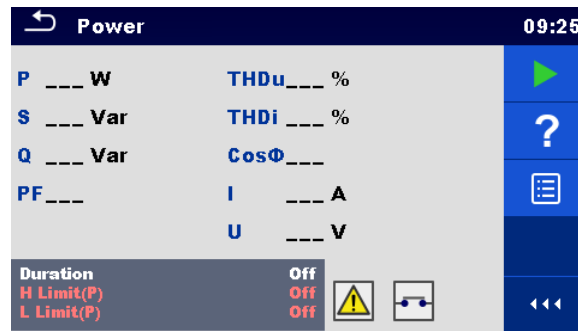 Power 09:25
P ___ W THDu___ %
S ___ Var THDi ___ %
Q ___ Var CosΦ___
PF___ I ___ A
U ___ V
Duration Off
H Limit(P) Off
L Limit(P) Off